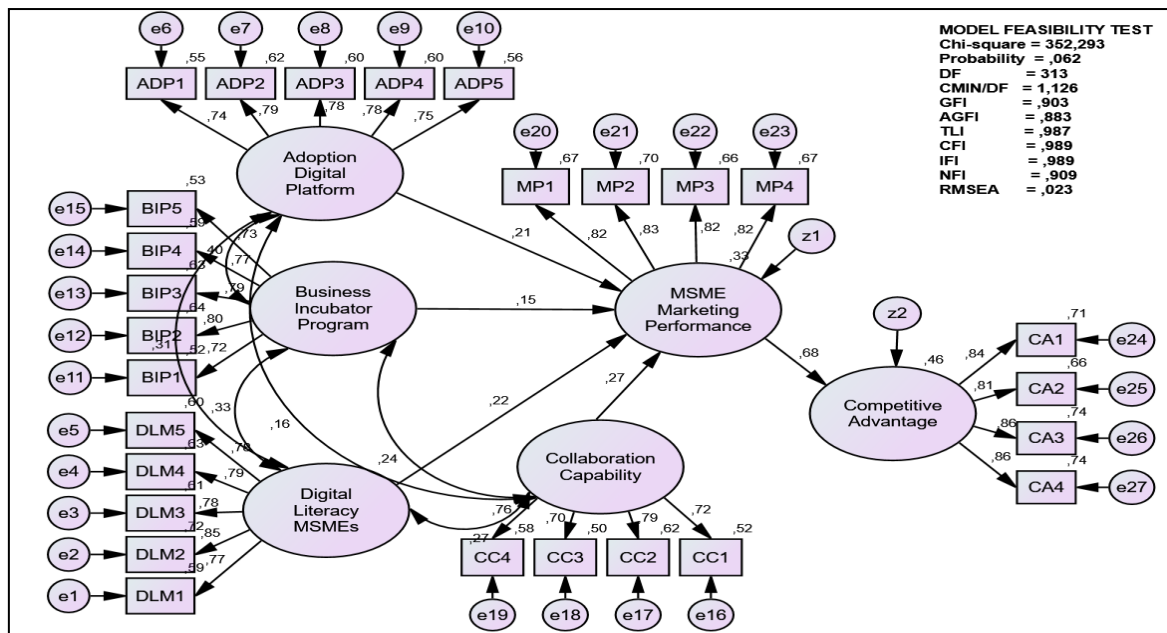 e6 e7 e8 e9 e10
,55 ,62 ,60 ,60 ,56
ADP1 ADP2 ADP3 ADP4 ADP5
,74 ,79 ,78 ,78 ,75
Adoption
Digital
Platform
MODEL FEASIBILITY TEST
Chi-square = 352,293
Probability = ,062
DF = 313
CMIN/DF = 1,126
GFI = ,903
AGFI = ,883
TLI = ,987
CFI = ,989
IFI = ,989
NFI = ,909
RMSEA = ,023
e20 e21 e22 e23
,67 ,70 ,66 ,67
MP1 MP2 MP3 MP4
,82 ,83 ,82 ,82
,33
z1
MSME
Marketing
Performance
,53
e15 BIP5
,73
,59
e14 BIP4
,77
,40
,63
e13 BIP3
,79
,64
e12 BIP2
,80
,31
,52
e11 BIP1
,72
Business
Incubator
Program
,21
,15
,22
,27
,68
,33
,16
,24
,27
z2
,46
Competitive
Advantage
,71
,84 CA1 e24
,66
,81 CA2 e25
,74
,86 CA3 e26
,74
,86 CA4 e27
,60
e5 DLM5
,63
e4 DLM4
,79
,61
e3 DLM3
,78
,72
e2 DLM2
,85
,59
e1 DLM1
,77
Digital
Literacy
MSMEs
Collaboration
Capability
,76 ,70 ,79 ,72
,58 ,50 ,62 ,52
CC4 CC3 CC2 CC1
e19 e18 e17 e16